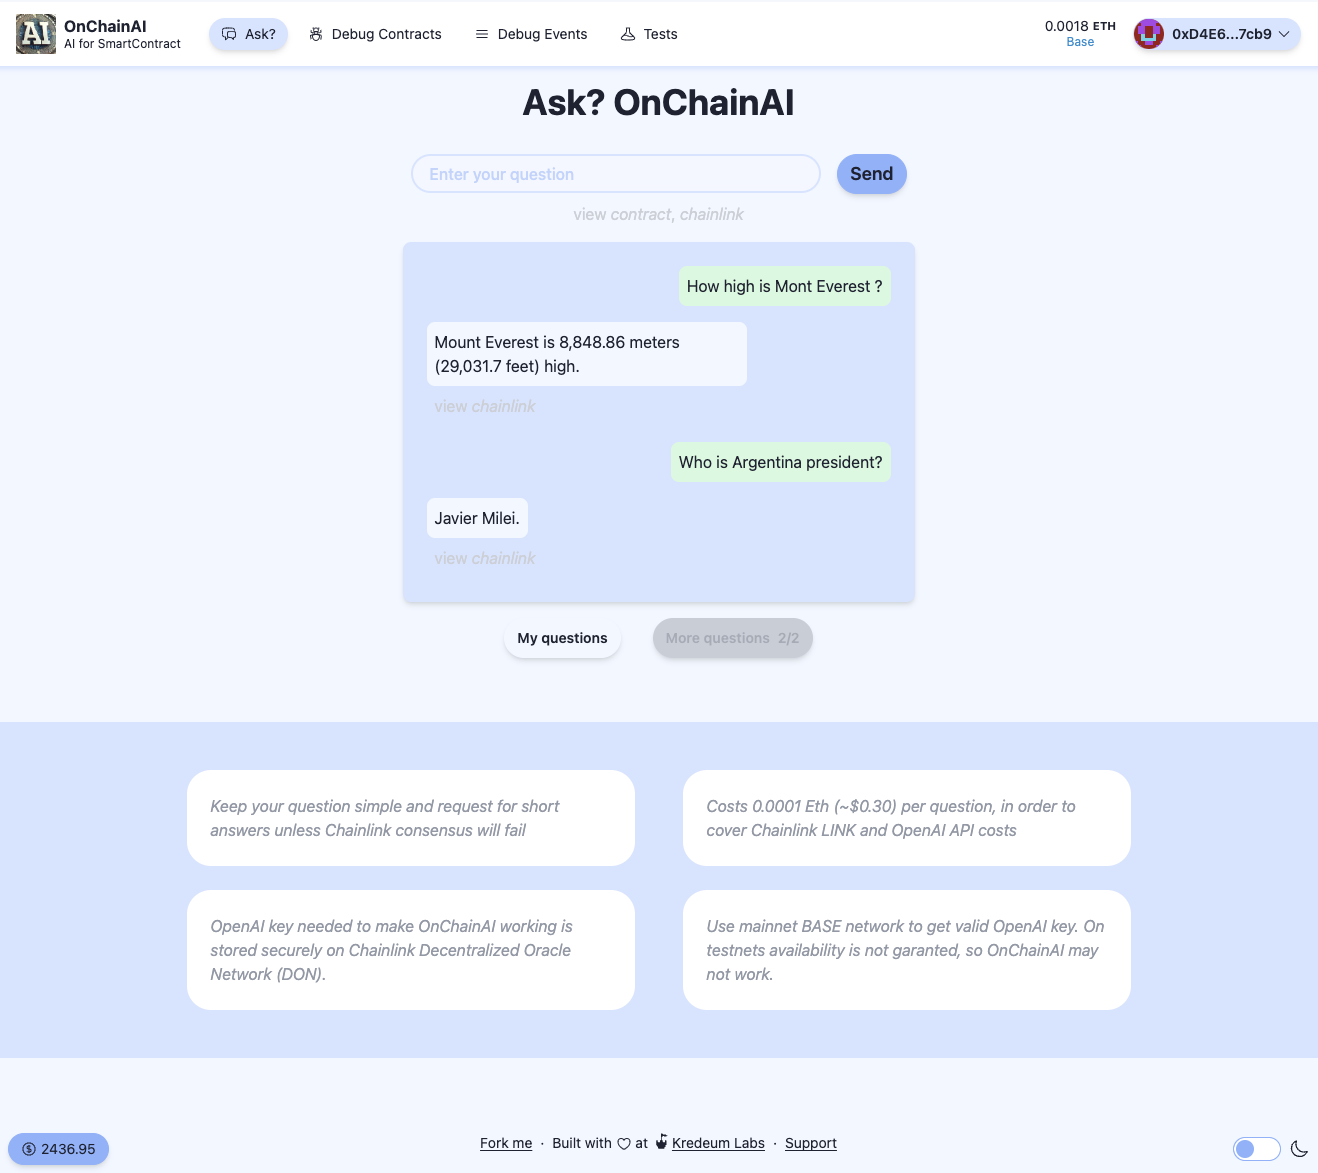 OnChainAI
AI for SmartContract
Ask?
Debug Contracts
Debug Events
Tests
0.0018 ETH
Base
0xD4E6...7cb9
Ask? OnChainAI
Enter your question
Send
view contract, chainlink
How high is Mont Everest ?
Mount Everest is 8,848.86 meters
(29,031.7 feet) high.
view chainlink
Who is Argentina president?
Javier Milei.
view chainlink
My questions
More questions 2/2
Keep your question simple and request for short
answers unless Chainlink consensus will fail
Costs 0.0001 Eth (~$0.30) per question, in order to
cover Chainlink LINK and OpenAI API costs
OpenAI key needed to make OnChainAI working is
stored securely on Chainlink Decentralized Oracle
Network (DON).
Use mainnet BASE network to get valid OpenAI key. On
testnets availability is not garanted, so OnChainAI may
not work.
2436.95
Fork me · Built with ♡ at Kredeum Labs · Support